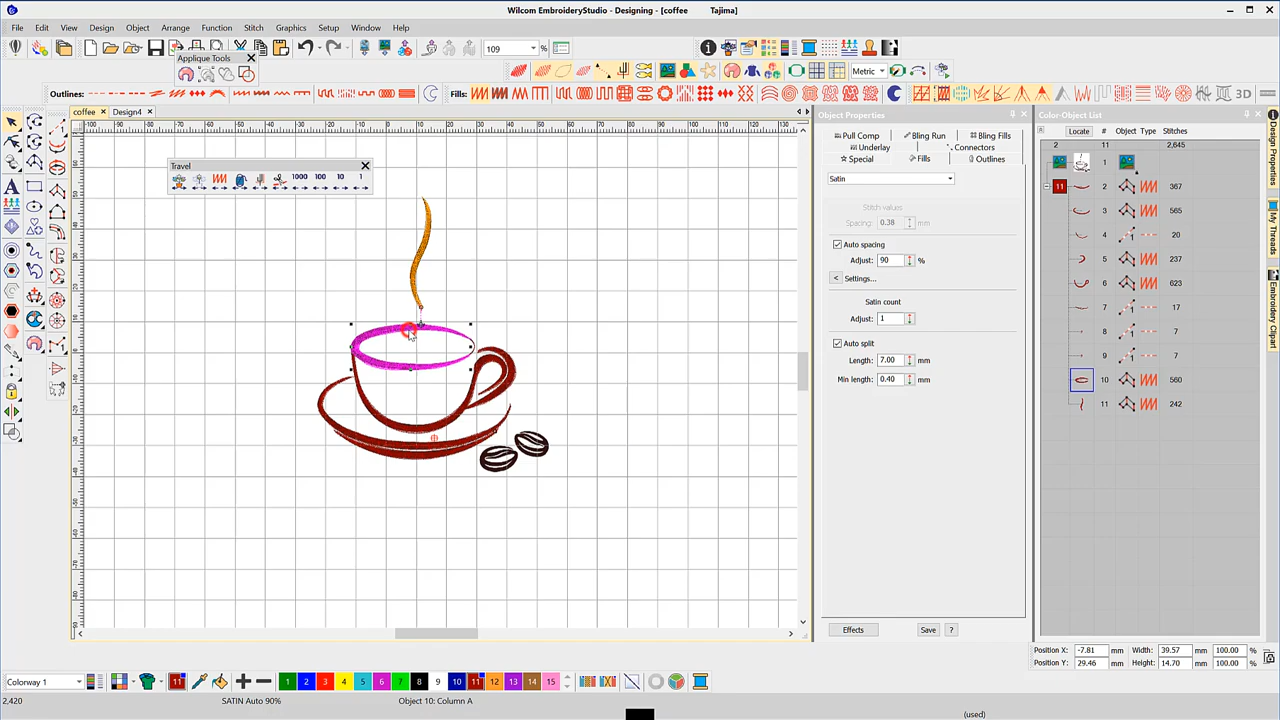 Wilcom EmbroideryStudio - Designing - [coffee Tajima]
File Edit View Design Object Arrange Function Stitch Graphics Setup Window Help
109 %
Applique Tools
Metric
Outlines:
Fills:
3D
coffee
Design4
Travel
1000 100 10 1
Object Properties
Pull Comp Bling Run Bling Fills
Underlay Connectors
Special Fills Outlines
Satin
Stitch values
Spacing: 0.38 mm
Auto spacing
Adjust: 90 %
< Settings...
Satin count
Adjust: 1
Auto split
Length: 7.00 mm
Min length: 0.40 mm
Effects Save ?
Color-Object List
Locate # Object Type Stitches
2 11 2,645
1
11 2 367
3 565
4 20
5 237
6 623
7 17
8 7
9 9
10 560
11 242
Design Properties
My Threads
Embroidery Clipart
Position X: -7.81 mm Width: 39.57 mm 100.00 %
Position Y: 29.46 mm Height: 14.70 mm 100.00 %
Colorway 1
11 1 2 3 4 5 6 7 8 9 10 11 12 13 14 15
2,420 SATIN Auto 90% Object 10: Column A (used)